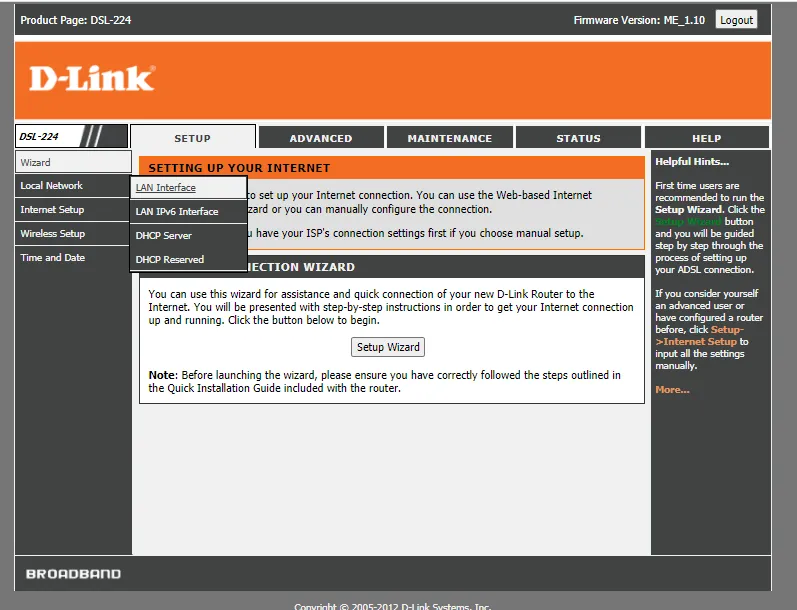 Product Page: DSL-224
Firmware Version: ME_1.10
Logout
D-Link
DSL-224
SETUP
ADVANCED
MAINTENANCE
STATUS
HELP
Wizard
Local Network
Internet Setup
Wireless Setup
Time and Date
LAN Interface
LAN IPv6 Interface
DHCP Server
DHCP Reserved
SETTING UP YOUR INTERNET
to set up your Internet connection. You can use the Web-based Internet
zard or you can manually configure the connection.
have your ISP's connection settings first if you choose manual setup.
NECTION WIZARD
You can use this wizard for assistance and quick connection of your new D-Link Router to the
Internet. You will be presented with step-by-step instructions in order to get your Internet connection
up and running. Click the button below to begin.
Setup Wizard
Note: Before launching the wizard, please ensure you have correctly followed the steps outlined in
the Quick Installation Guide included with the router.
Helpful Hints...
First time users are
recommended to run the
Setup Wizard. Click the
Setup Wizard button
and you will be guided
step by step through the
process of setting up
your ADSL connection.
If you consider yourself
an advanced user or
have configured a router
before, click Setup-
>Internet Setup to
input all the settings
manually.
More...
BROADBAND
Copyright © 2005-2012 D-Link Systems, Inc.